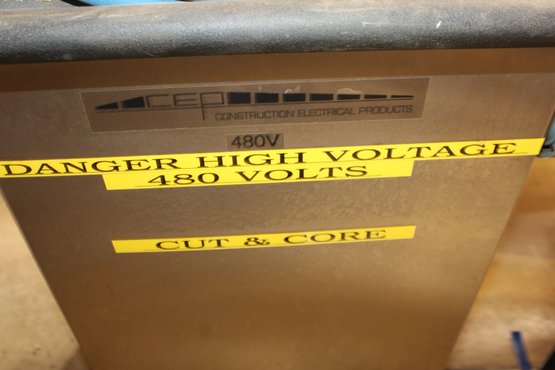 CEP
CONSTRUCTION ELECTRICAL PRODUCTS
480V
DANGER HIGH VOLTAGE
480 VOLTS
CUT & CORE